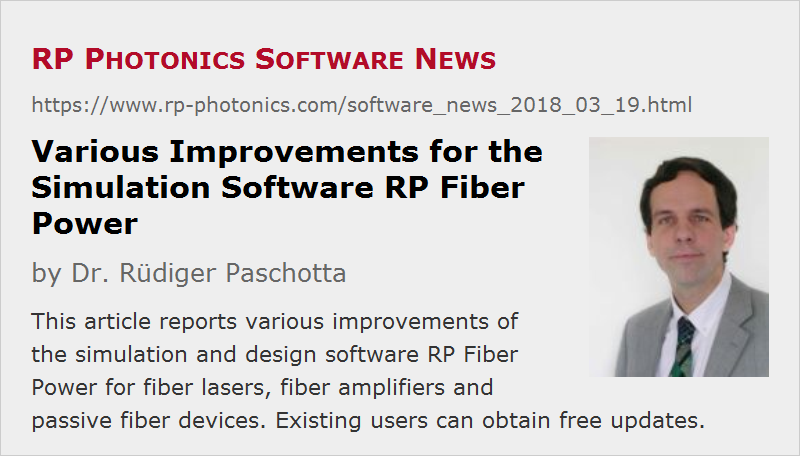 RP Photonics Software News
https://www.rp-photonics.com/software_news_2018_03_19.html
Various Improvements for the
Simulation Software RP Fiber
Power
by Dr. Rüdiger Paschotta
This article reports various improvements of
the simulation and design software RP Fiber
Power for fiber lasers, fiber amplifiers and
passive fiber devices. Existing users can obtain free updates.